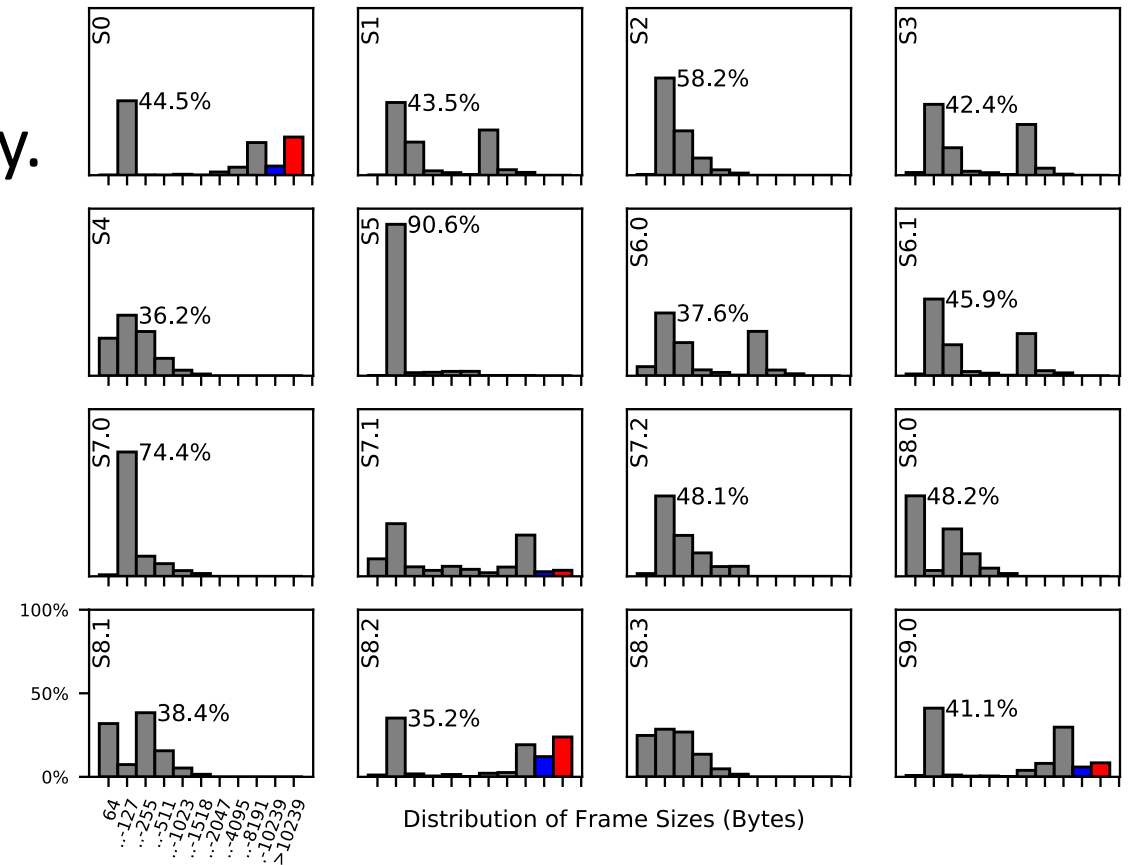 y.
S0
44.5%
S1
43.5%
S2
58.2%
S3
42.4%
S4
36.2%
S5
90.6%
S6.0
37.6%
S6.1
45.9%
S7.0
74.4%
S7.1
S7.2
48.1%
S8.0
48.2%
100%
50%
0%
S8.1
38.4%
S8.2
35.2%
S8.3
S9.0
41.1%
64
..-127
..-255
..-511
..-1023
..-1518
..-2047
..-4095
..-8191
..-10239
>10239
Distribution of Frame Sizes (Bytes)